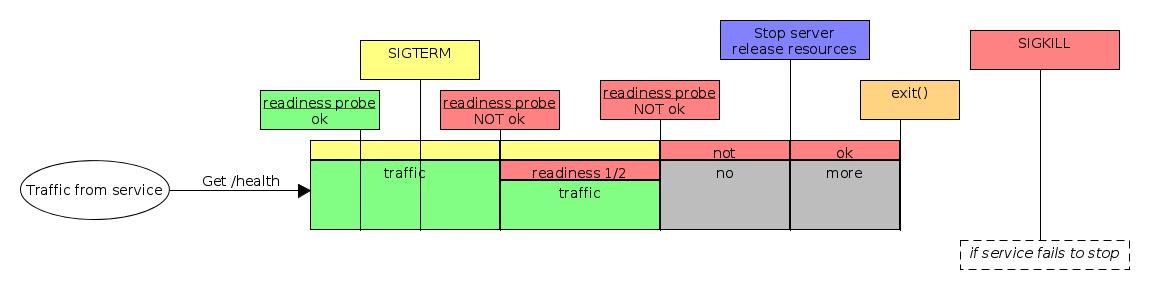 Stop server
release resources
SIGKILL
SIGTERM
readiness probe
ok
readiness probe
NOT ok
readiness probe
NOT ok
exit()
not
ok
traffic
readiness 1/2
no
more
Traffic from service
Get /health
traffic
if service fails to stop